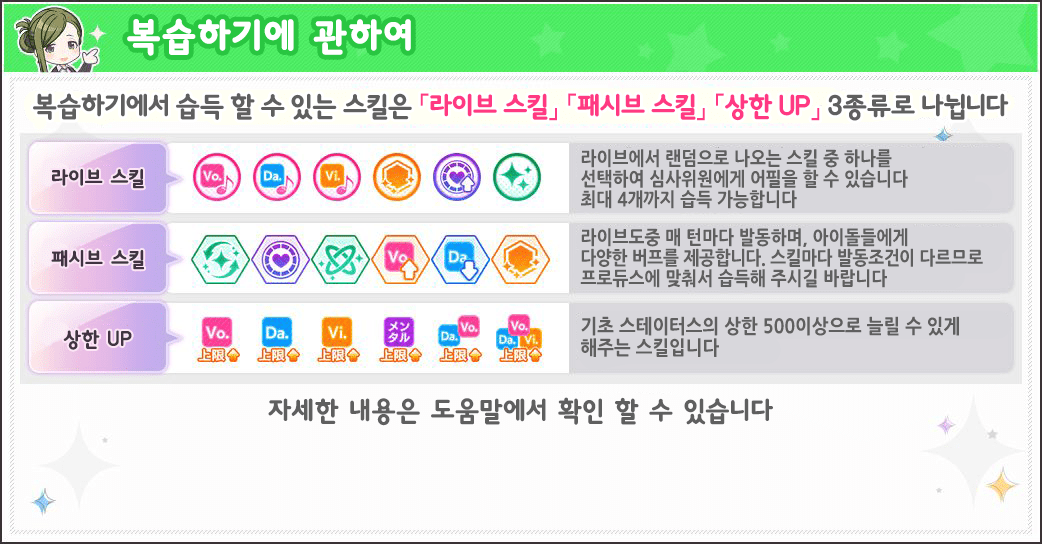 복습하기에 관하여
복습하기에서 습득 할 수 있는 스킬은 「라이브 스킬」「패시브 스킬」「상한 UP」 3종류로 나뉩니다
라이브 스킬
Vo. Da. Vi.
라이브에서 랜덤으로 나오는 스킬 중 하나를
선택하여 심사위원에게 어필을 할 수 있습니다
최대 4개까지 습득 가능합니다
패시브 스킬
Vo. Da.
라이브도중 매 턴마다 발동하며, 아이돌들에게
다양한 버프를 제공합니다. 스킬마다 발동조건이 다르므로
프로듀스에 맞춰서 습득해 주시길 바랍니다
상한 UP
Vo. Da. Vi. メン Da. Vo. Vo.
タル Da. Vi.
上限 上限 上限 上限 上限 上限
기초 스테이터스의 상한 500이상으로 늘릴 수 있게
해주는 스킬입니다
자세한 내용은 도움말에서 확인 할 수 있습니다